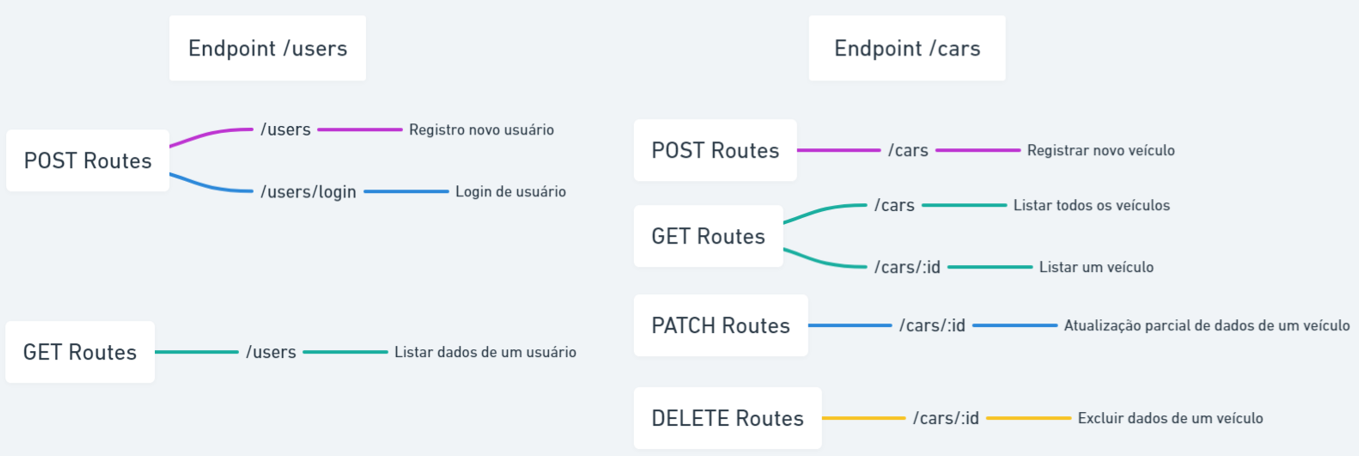 Endpoint /users
POST Routes
/users
Registro novo usuário
/users/login
Login de usuário
GET Routes
/users
Listar dados de um usuário
Endpoint /cars
POST Routes
/cars
Registrar novo veículo
GET Routes
/cars
Listar todos os veículos
/cars/:id
Listar um veículo
PATCH Routes
/cars/:id
Atualização parcial de dados de um veículo
DELETE Routes
/cars/:id
Excluir dados de um veículo